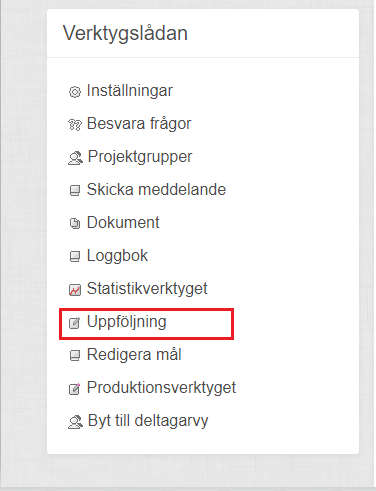 Verktygslådan
Inställningar
Besvara frågor
Projektgrupper
Skicka meddelande
Dokument
Loggbok
Statistikverktyget
Uppföljning
Redigera mål
Produktionsverktyget
Byt till deltagarvy